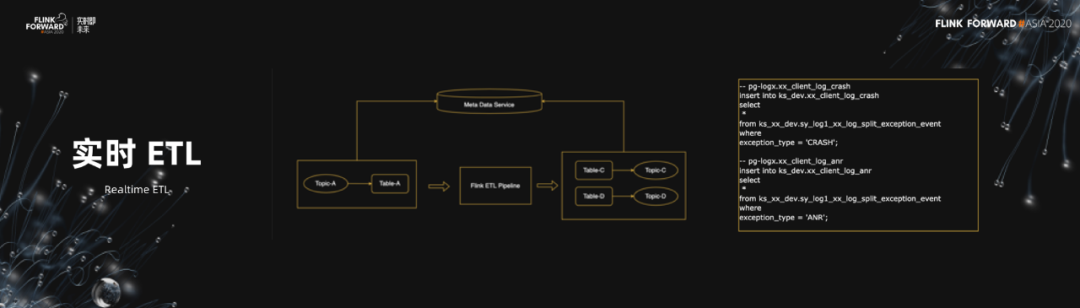 FLINK
FORWARD
#ASIA 2020
实时即
未来
FLINK FORWARD #ASIA 2020
实时 ETL
Realtime ETL
Meta Data Service
Topic-A
Table-A
Flink ETL Pipeline
Table-C
Topic-C
Table-D
Topic-D
-- pg-logx.xx_client_log_crash
insert into ks_dev.xx_client_log_crash
select
*
from ks_xx_dev.sy_log1_xx_log_split_exception_event
where
exception_type = 'CRASH';
-- pg-logx.xx_client_log_anr
insert into ks_dev.xx_client_log_anr
select
*
from ks_xx_dev.sy_log1_xx_log_split_exception_event
where
exception_type = 'ANR';